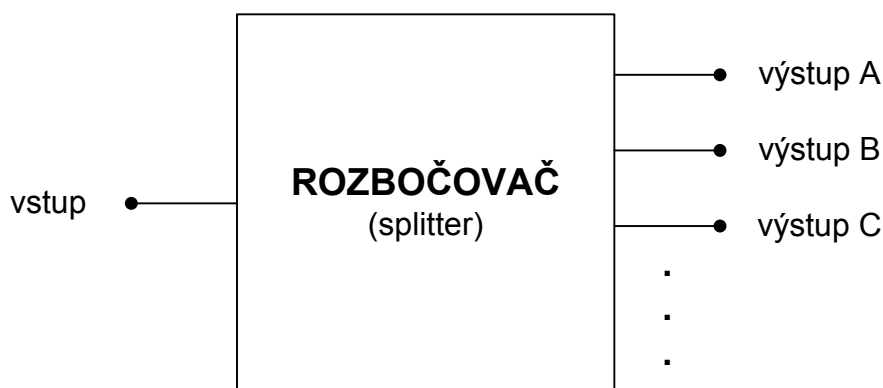 vstup
ROZBOČOVAČ
(splitter)
výstup A
výstup B
výstup C
.
.
.